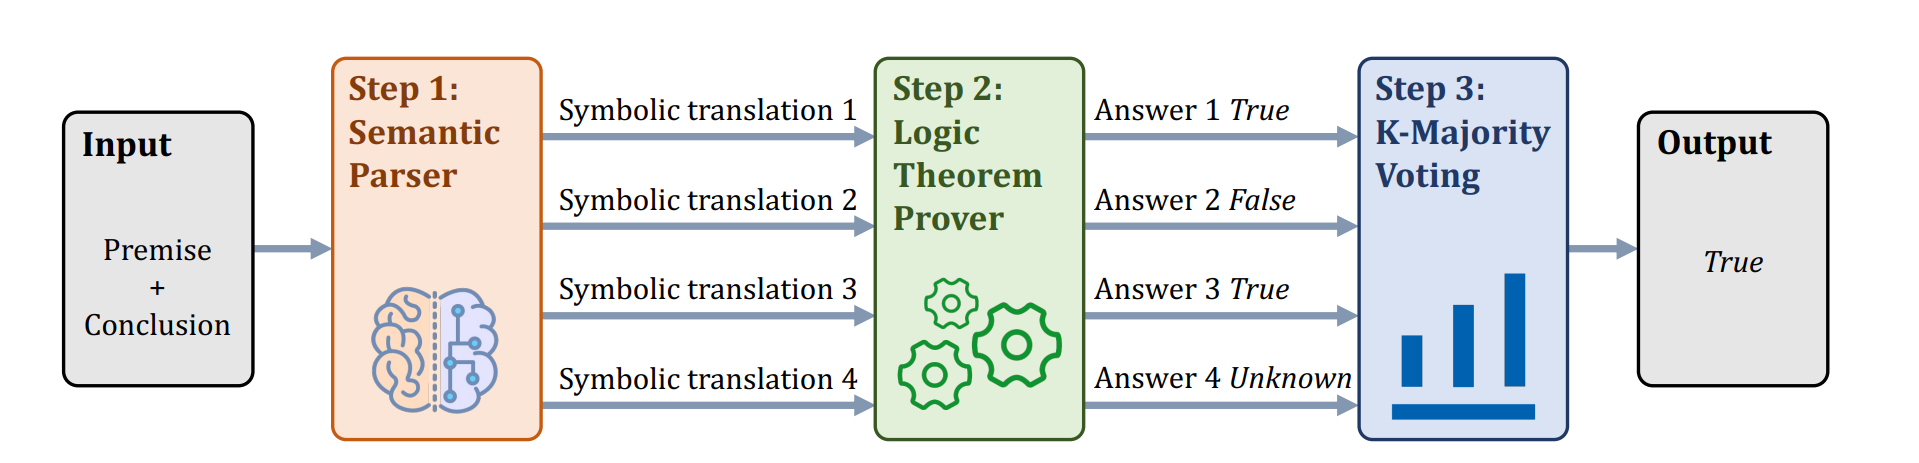 Input
Premise
+
Conclusion
Step 1:
Semantic
Parser
Symbolic translation 1
Symbolic translation 2
Symbolic translation 3
Symbolic translation 4
Step 2:
Logic
Theorem
Prover
Answer 1 True
Answer 2 False
Answer 3 True
Answer 4 Unknown
Step 3:
K-Majority
Voting
Output
True